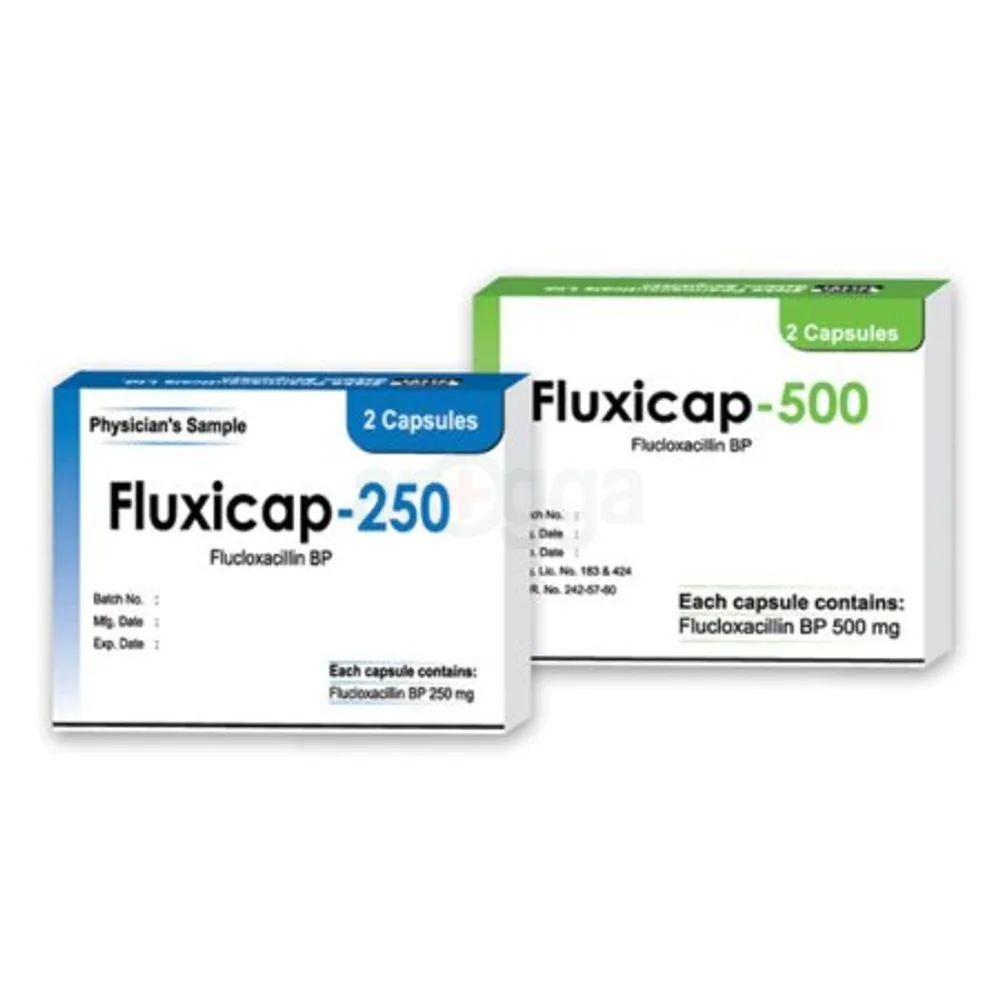 Physician's Sample
2 Capsules
Fluxicap-250
Flucloxacillin BP
Batch No. :
Mfg. Date :
Exp. Date :
Each capsule contains:
Flucloxacillin BP 250 mg
2 Capsules
Fluxicap-500
Flucloxacillin BP
ch No. :
. Date :
. Date :
. Lic. No. 183 & 424
R. No. 242-57-60
Each capsule contains:
Flucloxacillin BP 500 mg